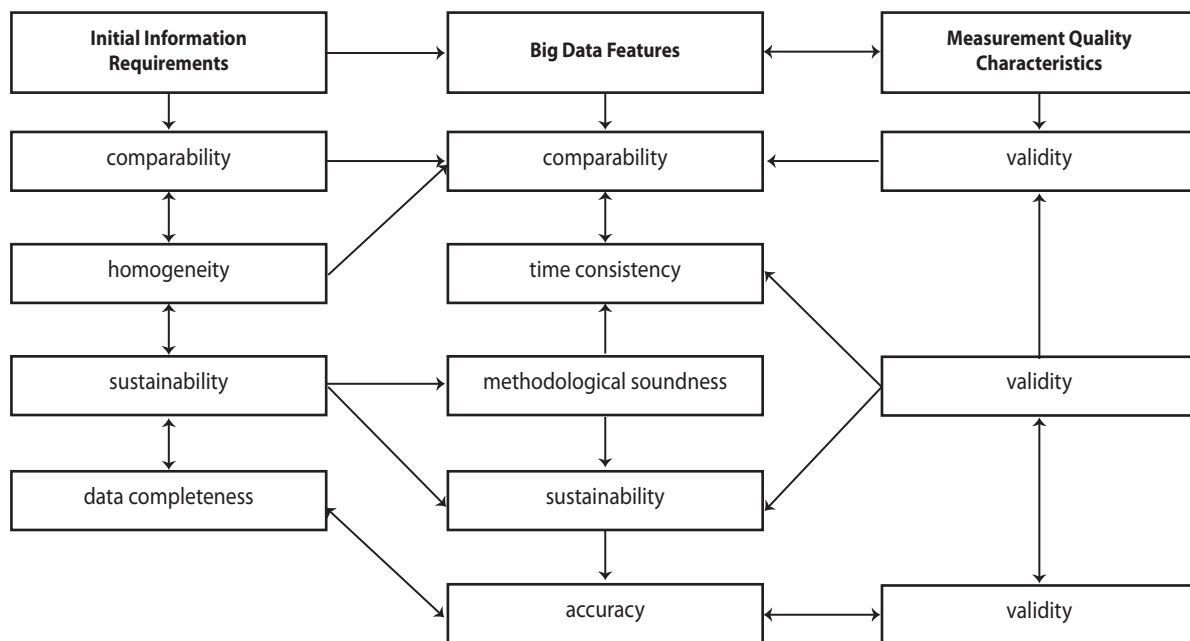 Initial Information
Requirements
Big Data Features
Measurement Quality
Characteristics
comparability
comparability
validity
homogeneity
time consistency
sustainability
methodological soundness
validity
data completeness
sustainability
accuracy
validity